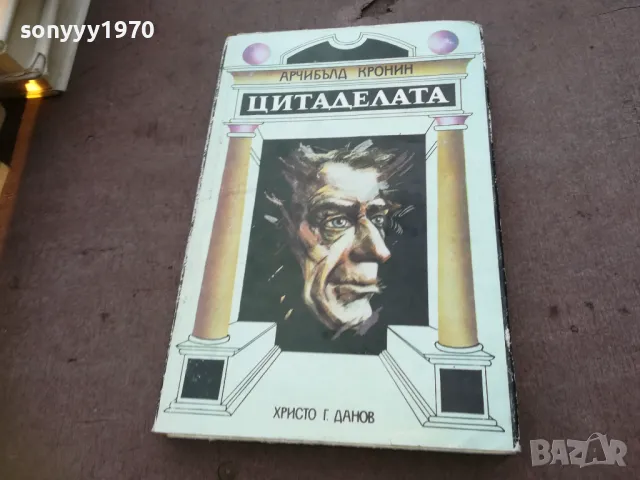 sonyyy1970
АРЧИБЪЛД КРОНИН
ЦИТАДЕЛАТА
ХРИСТО Г. ДАНОВ
BAZAR